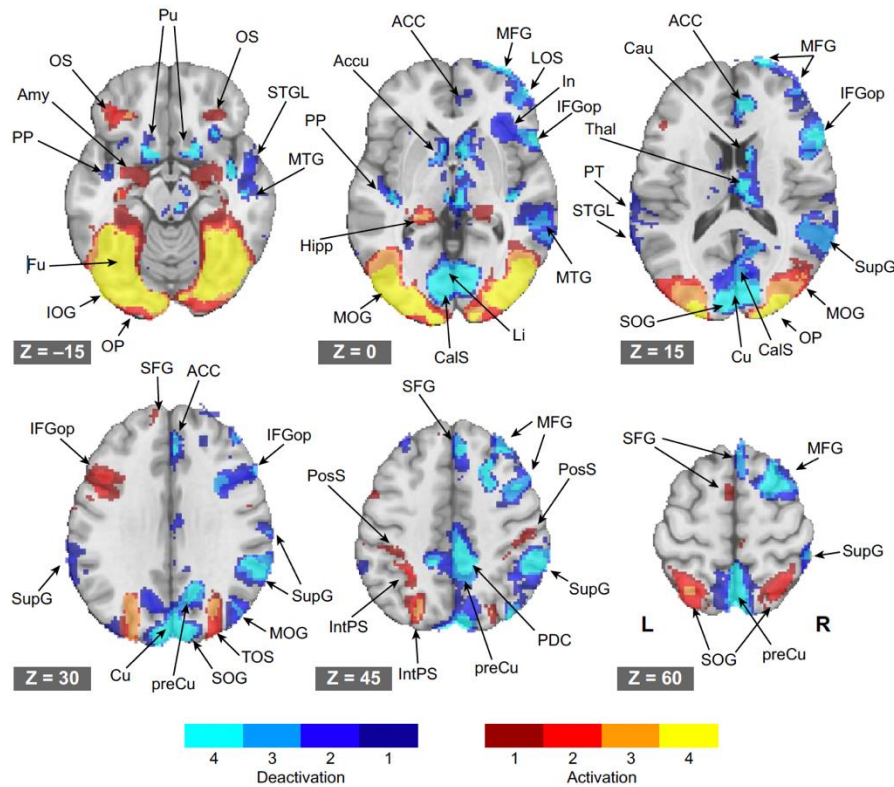 Pu
OS
OS
Amy
STGL
PP
MTG
Fu
IOG
OP
Z = –15
ACC
MFG
Accu
LOS
In
IFGop
PP
Hipp
MTG
MOG
Li
CalS
Z = 0
Cau
MFG
Thal
IFGop
PT
STGL
SupG
MOG
SOG
OP
Cu
CalS
Z = 15
SFG
ACC
IFGop
IFGop
SupG
SupG
MOG
TOS
Cu
SOG
preCu
Z = 30
SFG
MFG
PosS
PosS
SupG
IntPS
PDC
preCu
IntPS
Z = 45
SFG
MFG
SupG
L
R
SOG
preCu
Z = 60
4 3 2 1
Deactivation
1 2 3 4
Activation